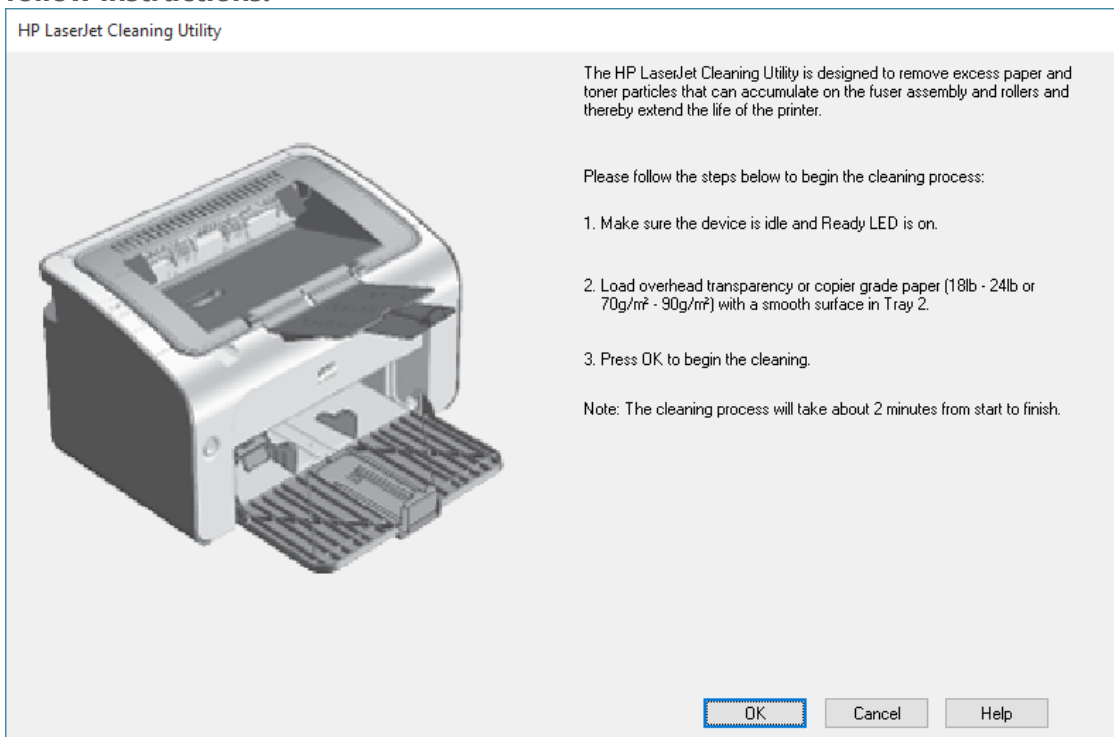 follow instructions.
HP LaserJet Cleaning Utility
The HP LaserJet Cleaning Utility is designed to remove excess paper and
toner particles that can accumulate on the fuser assembly and rollers and
thereby extend the life of the printer.
Please follow the steps below to begin the cleaning process:
1. Make sure the device is idle and Ready LED is on.
2. Load overhead transparency or copier grade paper (18lb - 24lb or
70g/m² - 90g/m²) with a smooth surface in Tray 2.
3. Press OK to begin the cleaning.
Note: The cleaning process will take about 2 minutes from start to finish.
OK Cancel Help